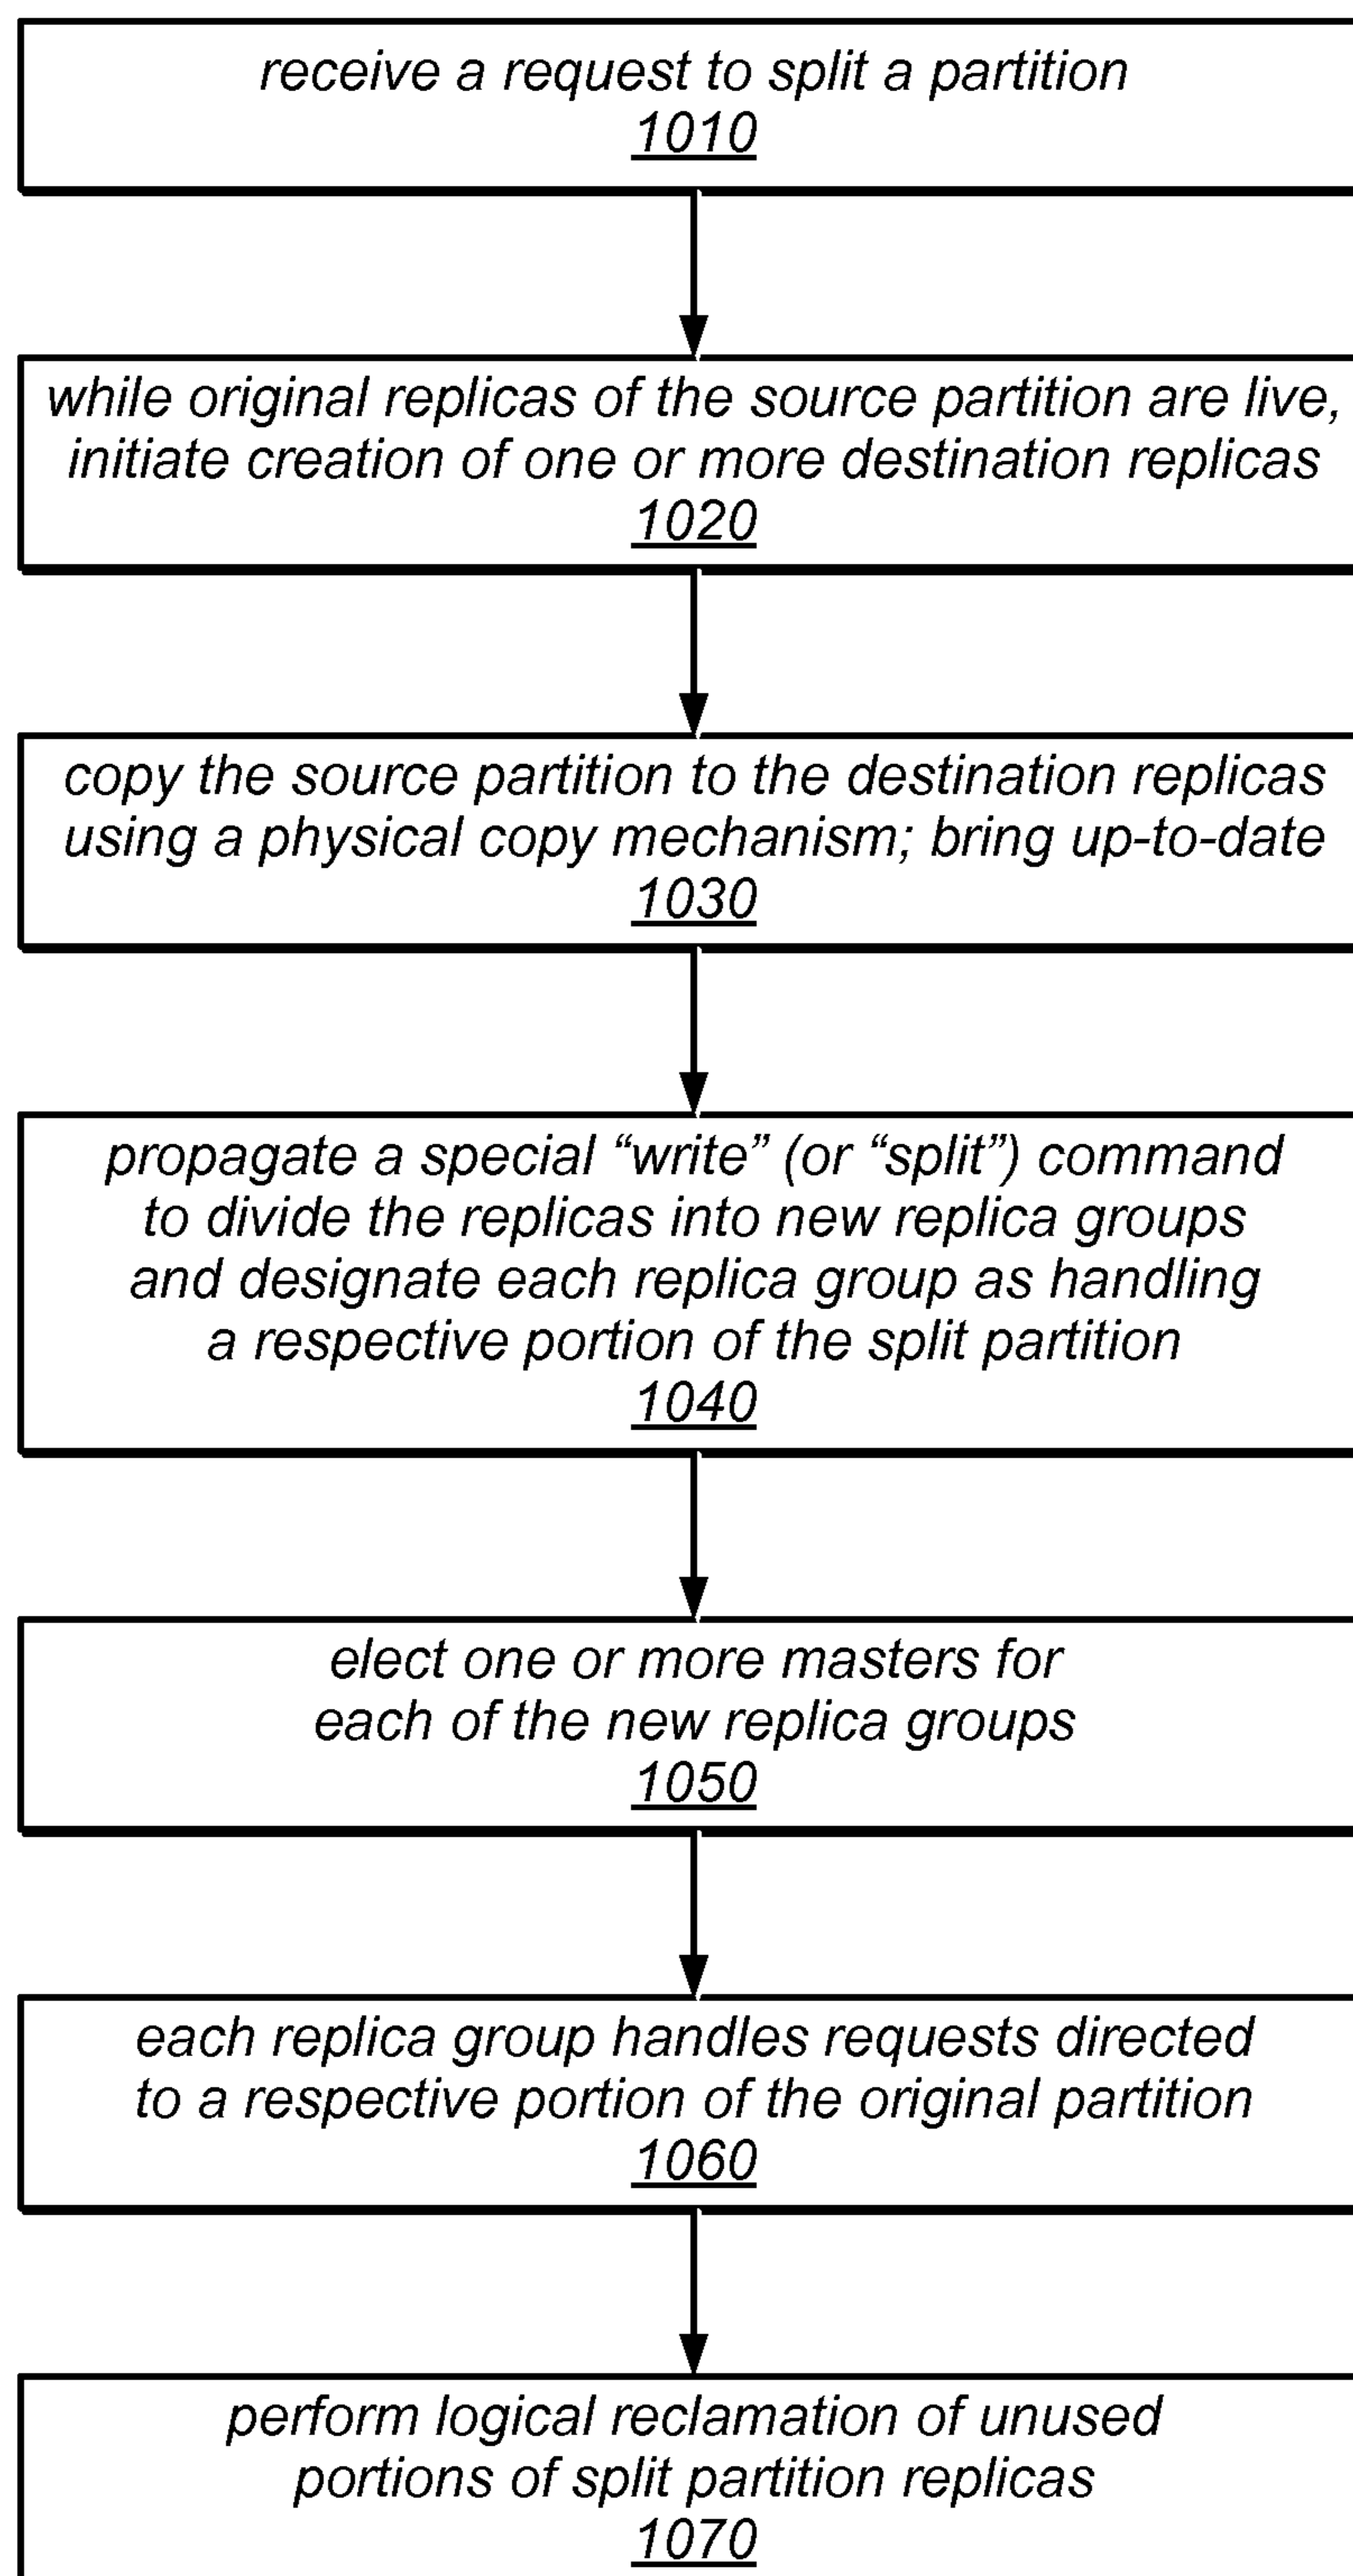 receive a request to split a partition
1010
while original replicas of the source partition are live,
initiate creation of one or more destination replicas
1020
copy the source partition to the destination replicas
using a physical copy mechanism; bring up-to-date
1030
propagate a special “write” (or “split”) command
to divide the replicas into new replica groups
and designate each replica group as handling
a respective portion of the split partition
1040
elect one or more masters for
each of the new replica groups
1050
each replica group handles requests directed
to a respective portion of the original partition
1060
perform logical reclamation of unused
portions of split partition replicas
1070